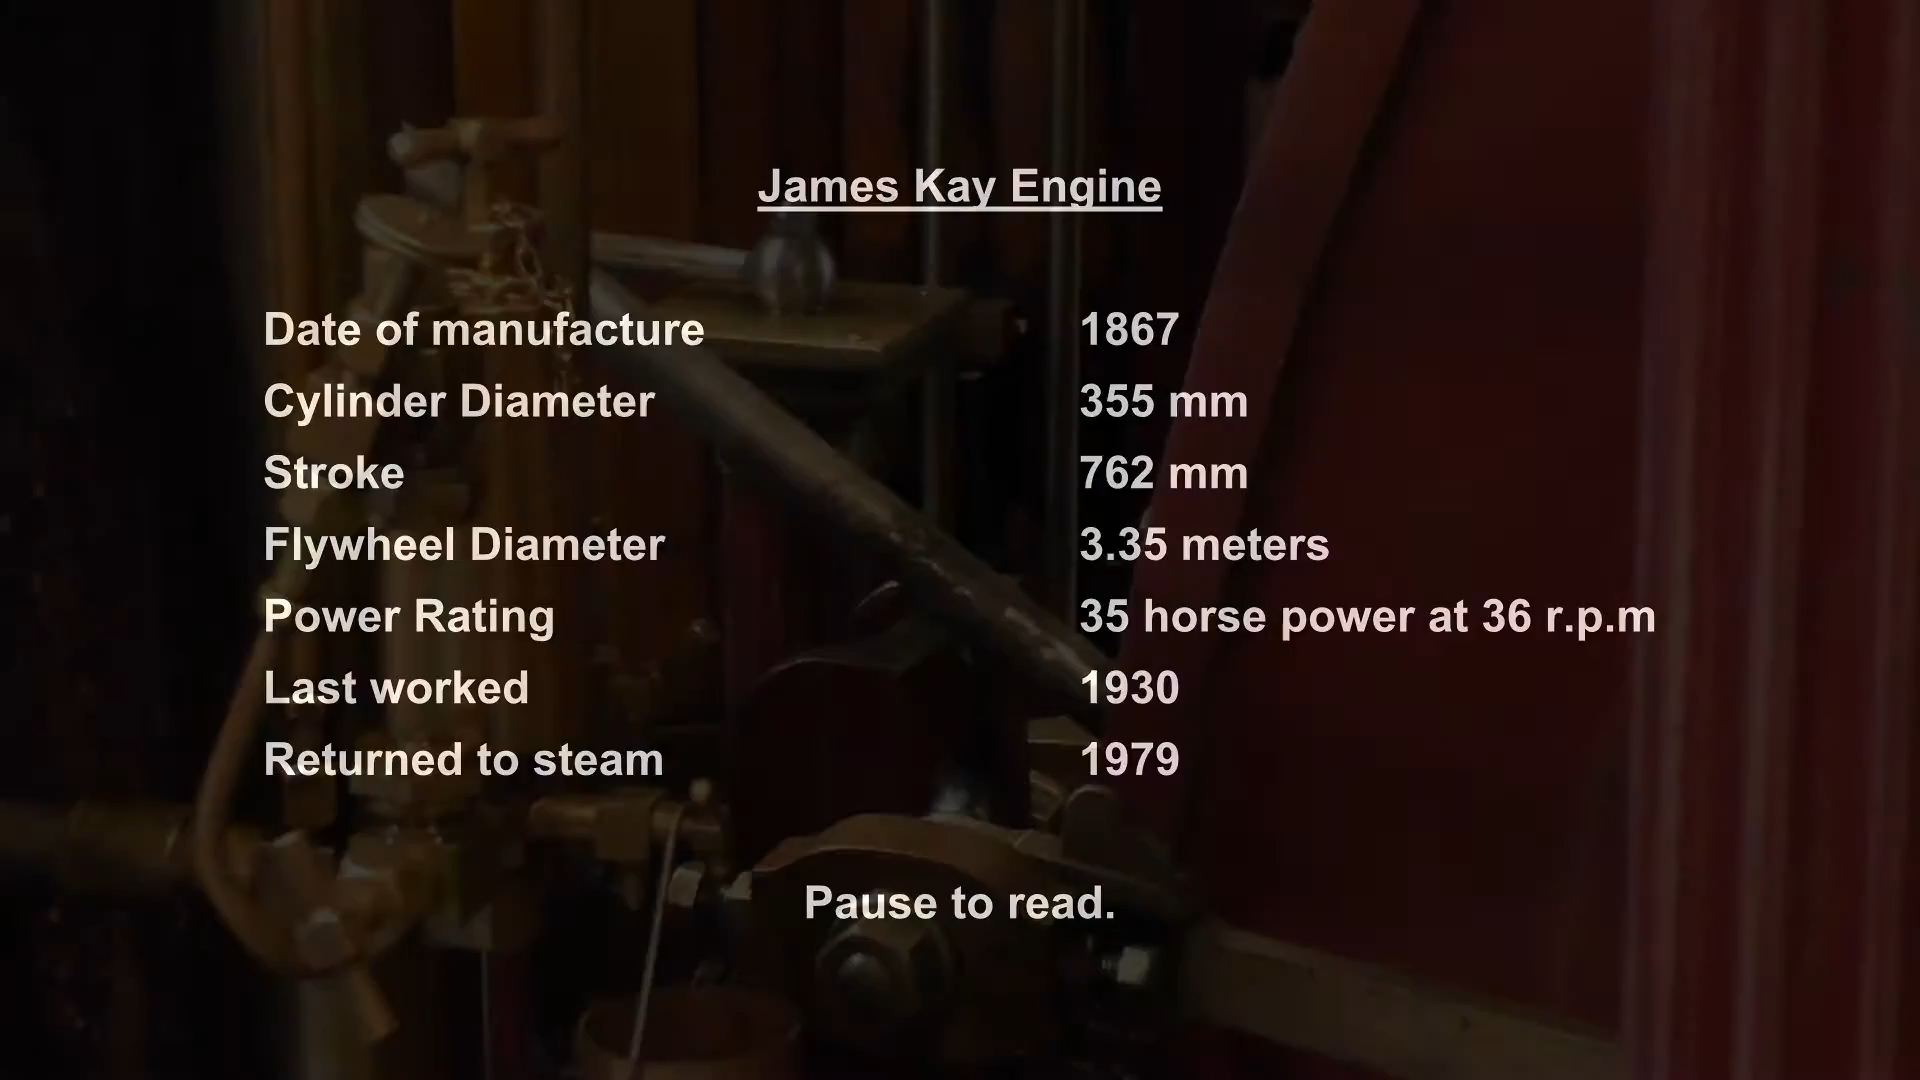 James Kay Engine
Date of manufacture 1867
Cylinder Diameter 355 mm
Stroke 762 mm
Flywheel Diameter 3.35 meters
Power Rating 35 horse power at 36 r.p.m
Last worked 1930
Returned to steam 1979
Pause to read.